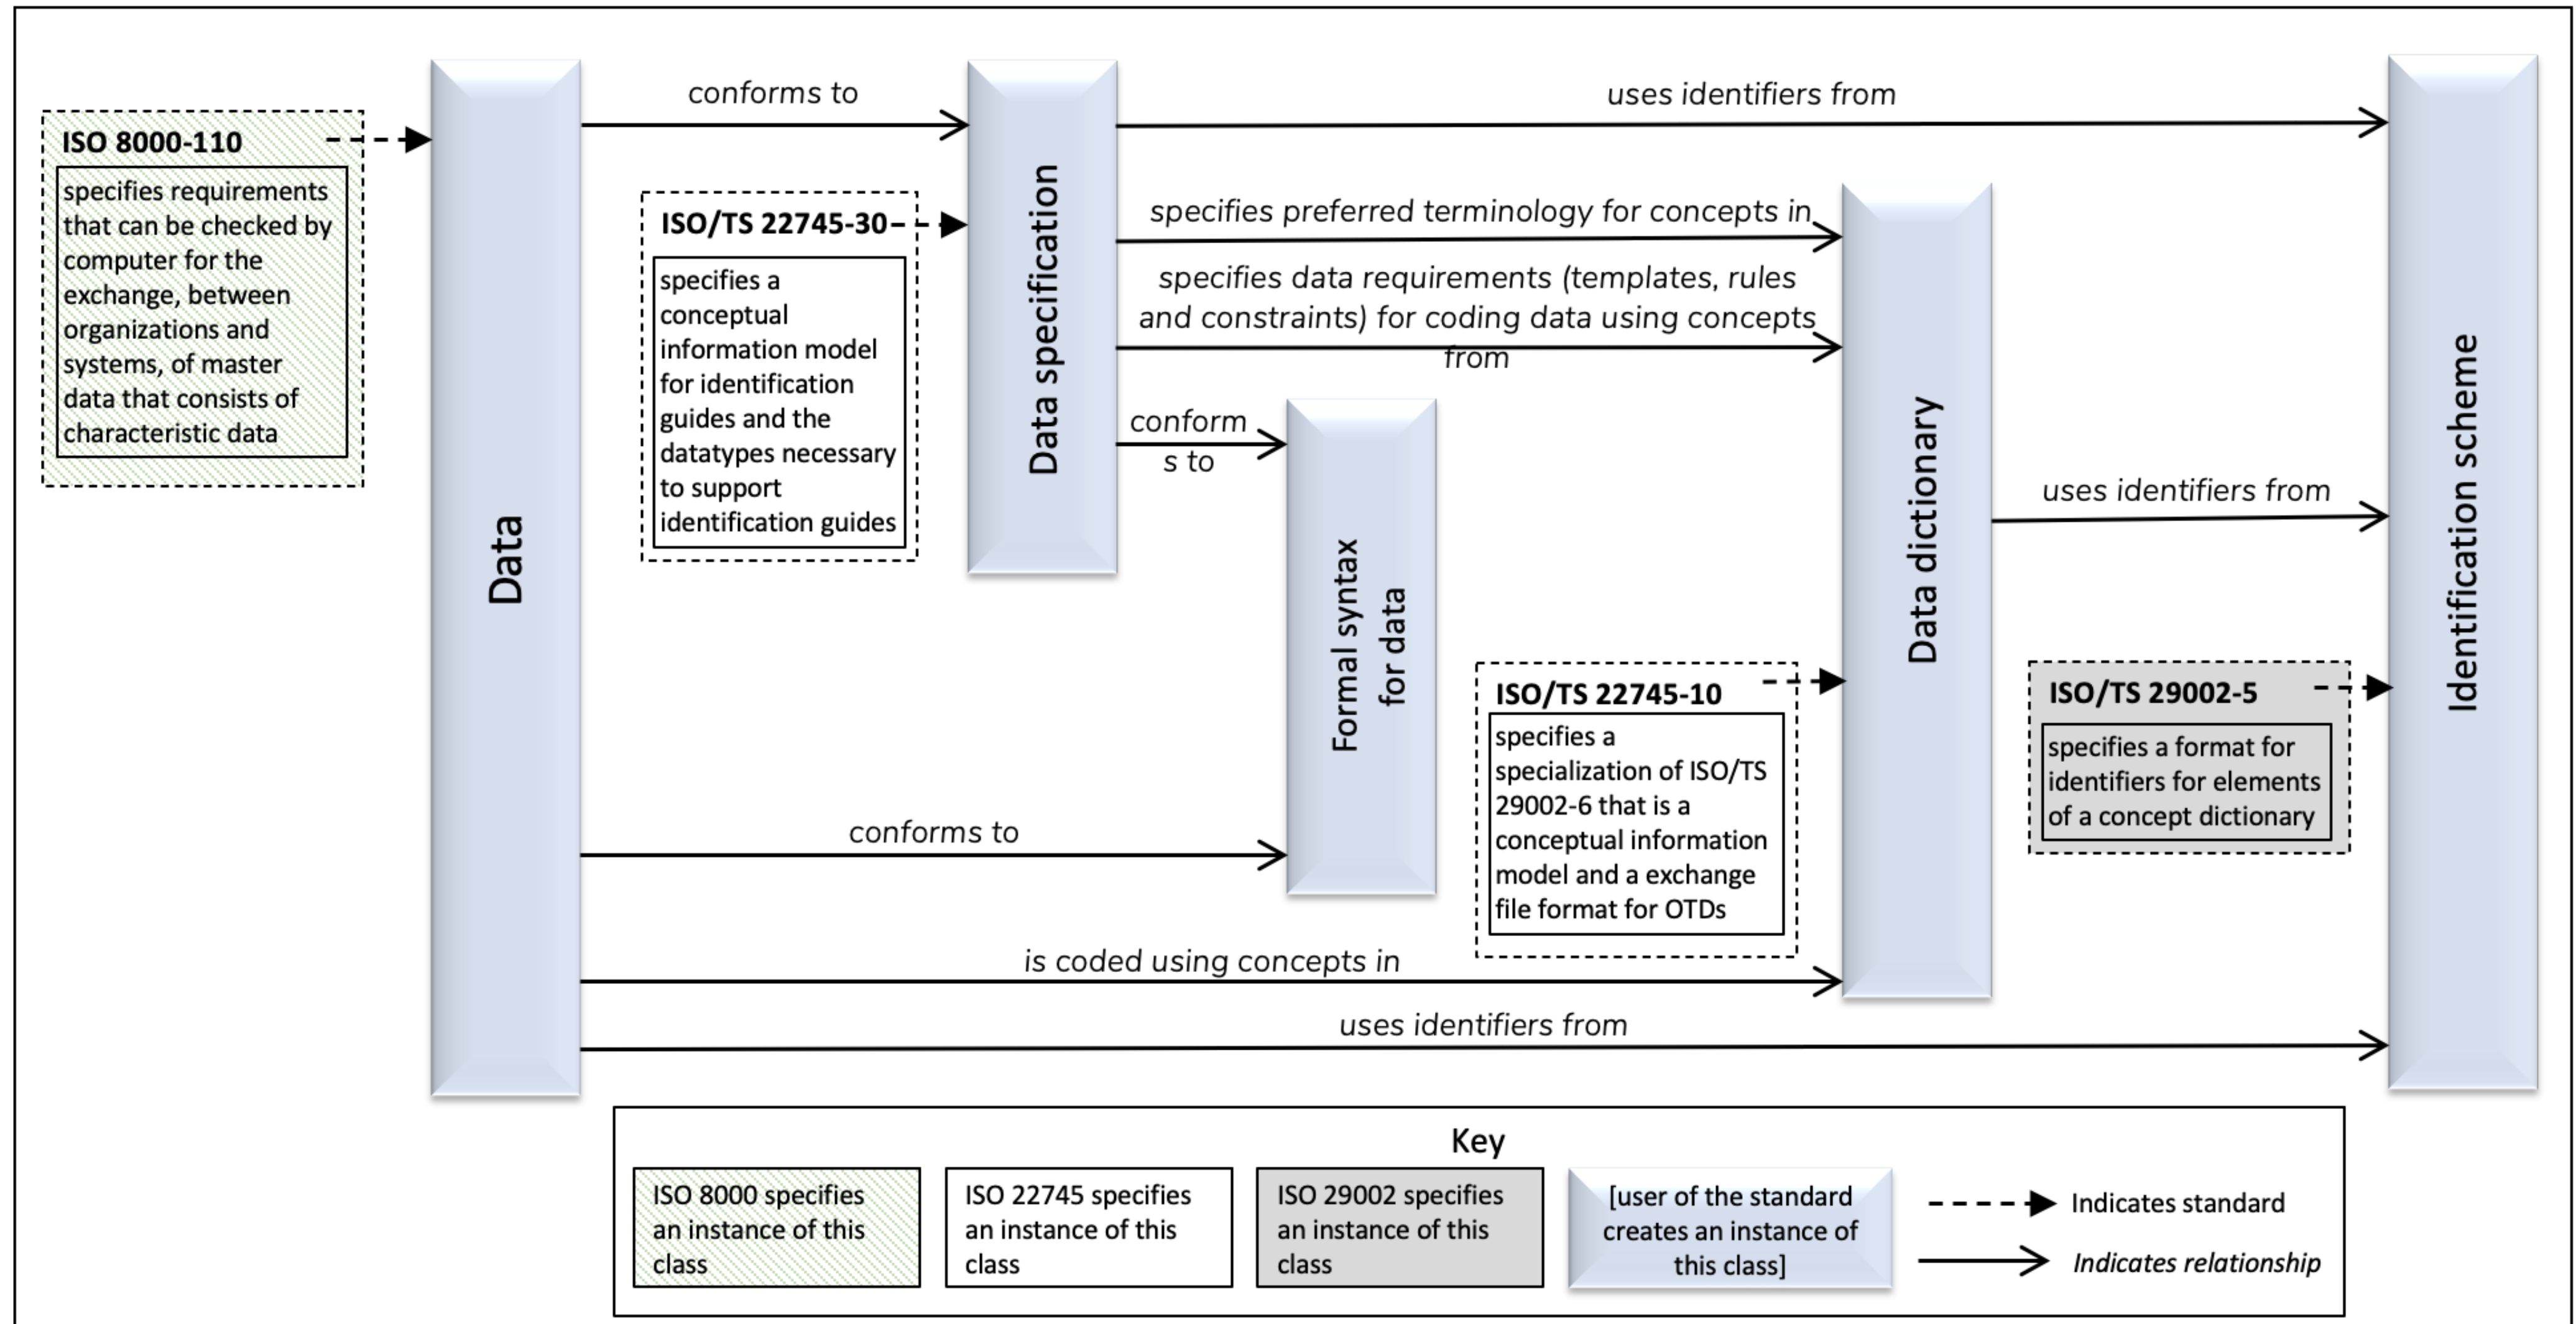 conforms to
uses identifiers from
ISO 8000-110
specifies requirements
that can be checked by
computer for the
exchange, between
organizations and
systems, of master
data that consists of
characteristic data
Data
ISO/TS 22745-30
specifies a
conceptual
information model
for identification
guides and the
datatypes necessary
to support
identification guides
Data specification
specifies preferred terminology for concepts in
specifies data requirements (templates, rules
and constraints) for coding data using concepts
from
conform
s to
Formal syntax
for data
Data dictionary
uses identifiers from
Identification scheme
ISO/TS 22745-10
specifies a
specialization of ISO/TS
29002-6 that is a
conceptual information
model and a exchange
file format for OTDs
ISO/TS 29002-5
specifies a format for
identifiers for elements
of a concept dictionary
conforms to
is coded using concepts in
uses identifiers from
Key
ISO 8000 specifies
an instance of this
class
ISO 22745 specifies
an instance of this
class
ISO 29002 specifies
an instance of this
class
[user of the standard
creates an instance of
this class]
Indicates standard
Indicates relationship